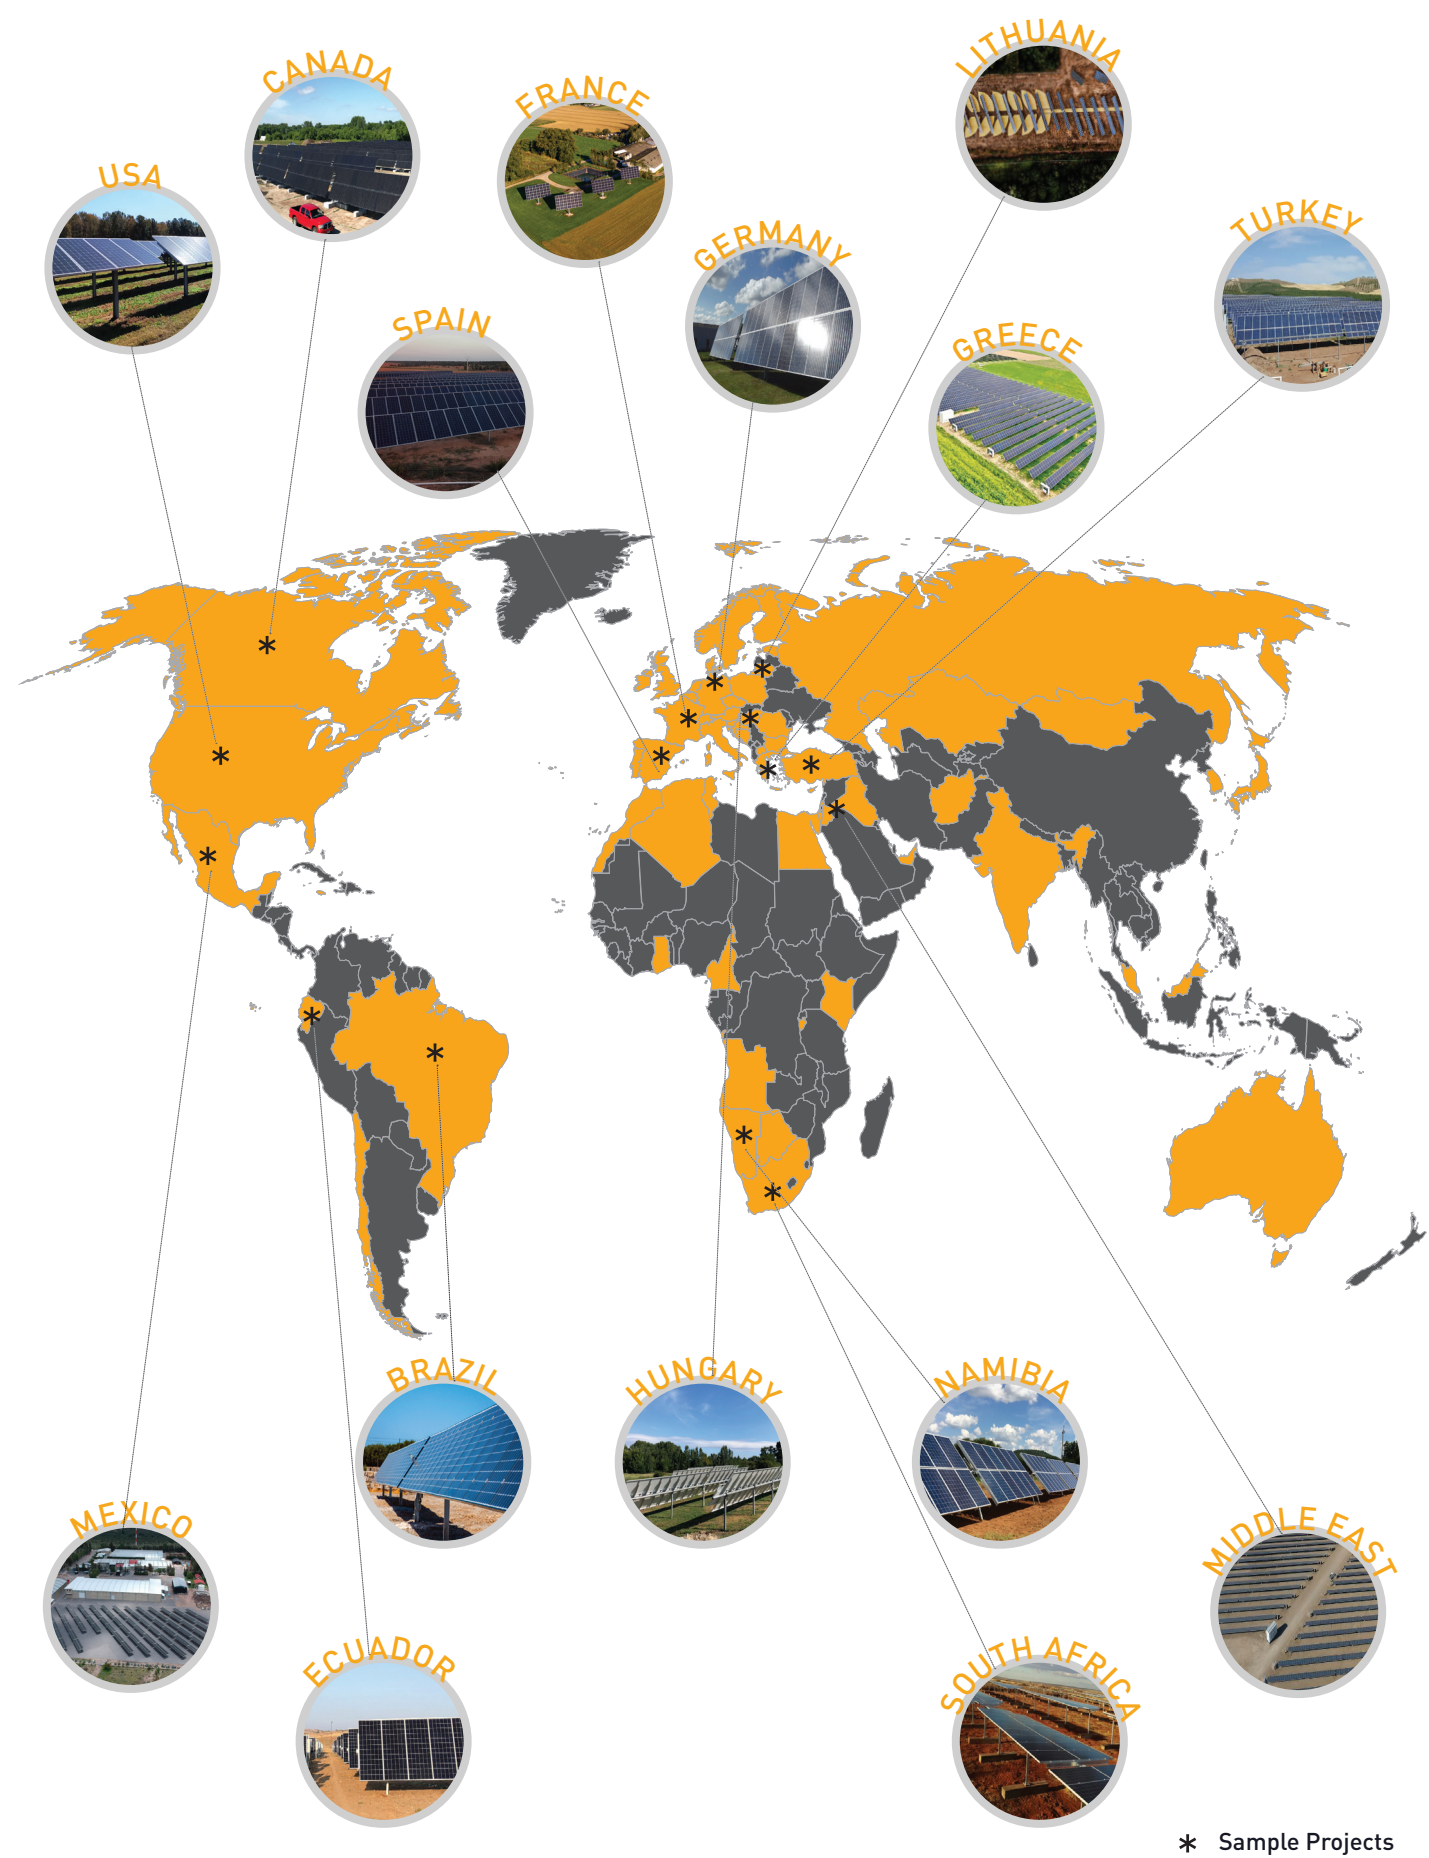 LITHUANIA
CANADA
FRANCE
USA
TURKEY
GERMANY
SPAIN
GREECE
BRAZIL
HUNGARY
NAMIBIA
MEXICO
MIDDLE EAST
ECUADOR
SOUTH AFRICA
* Sample Projects